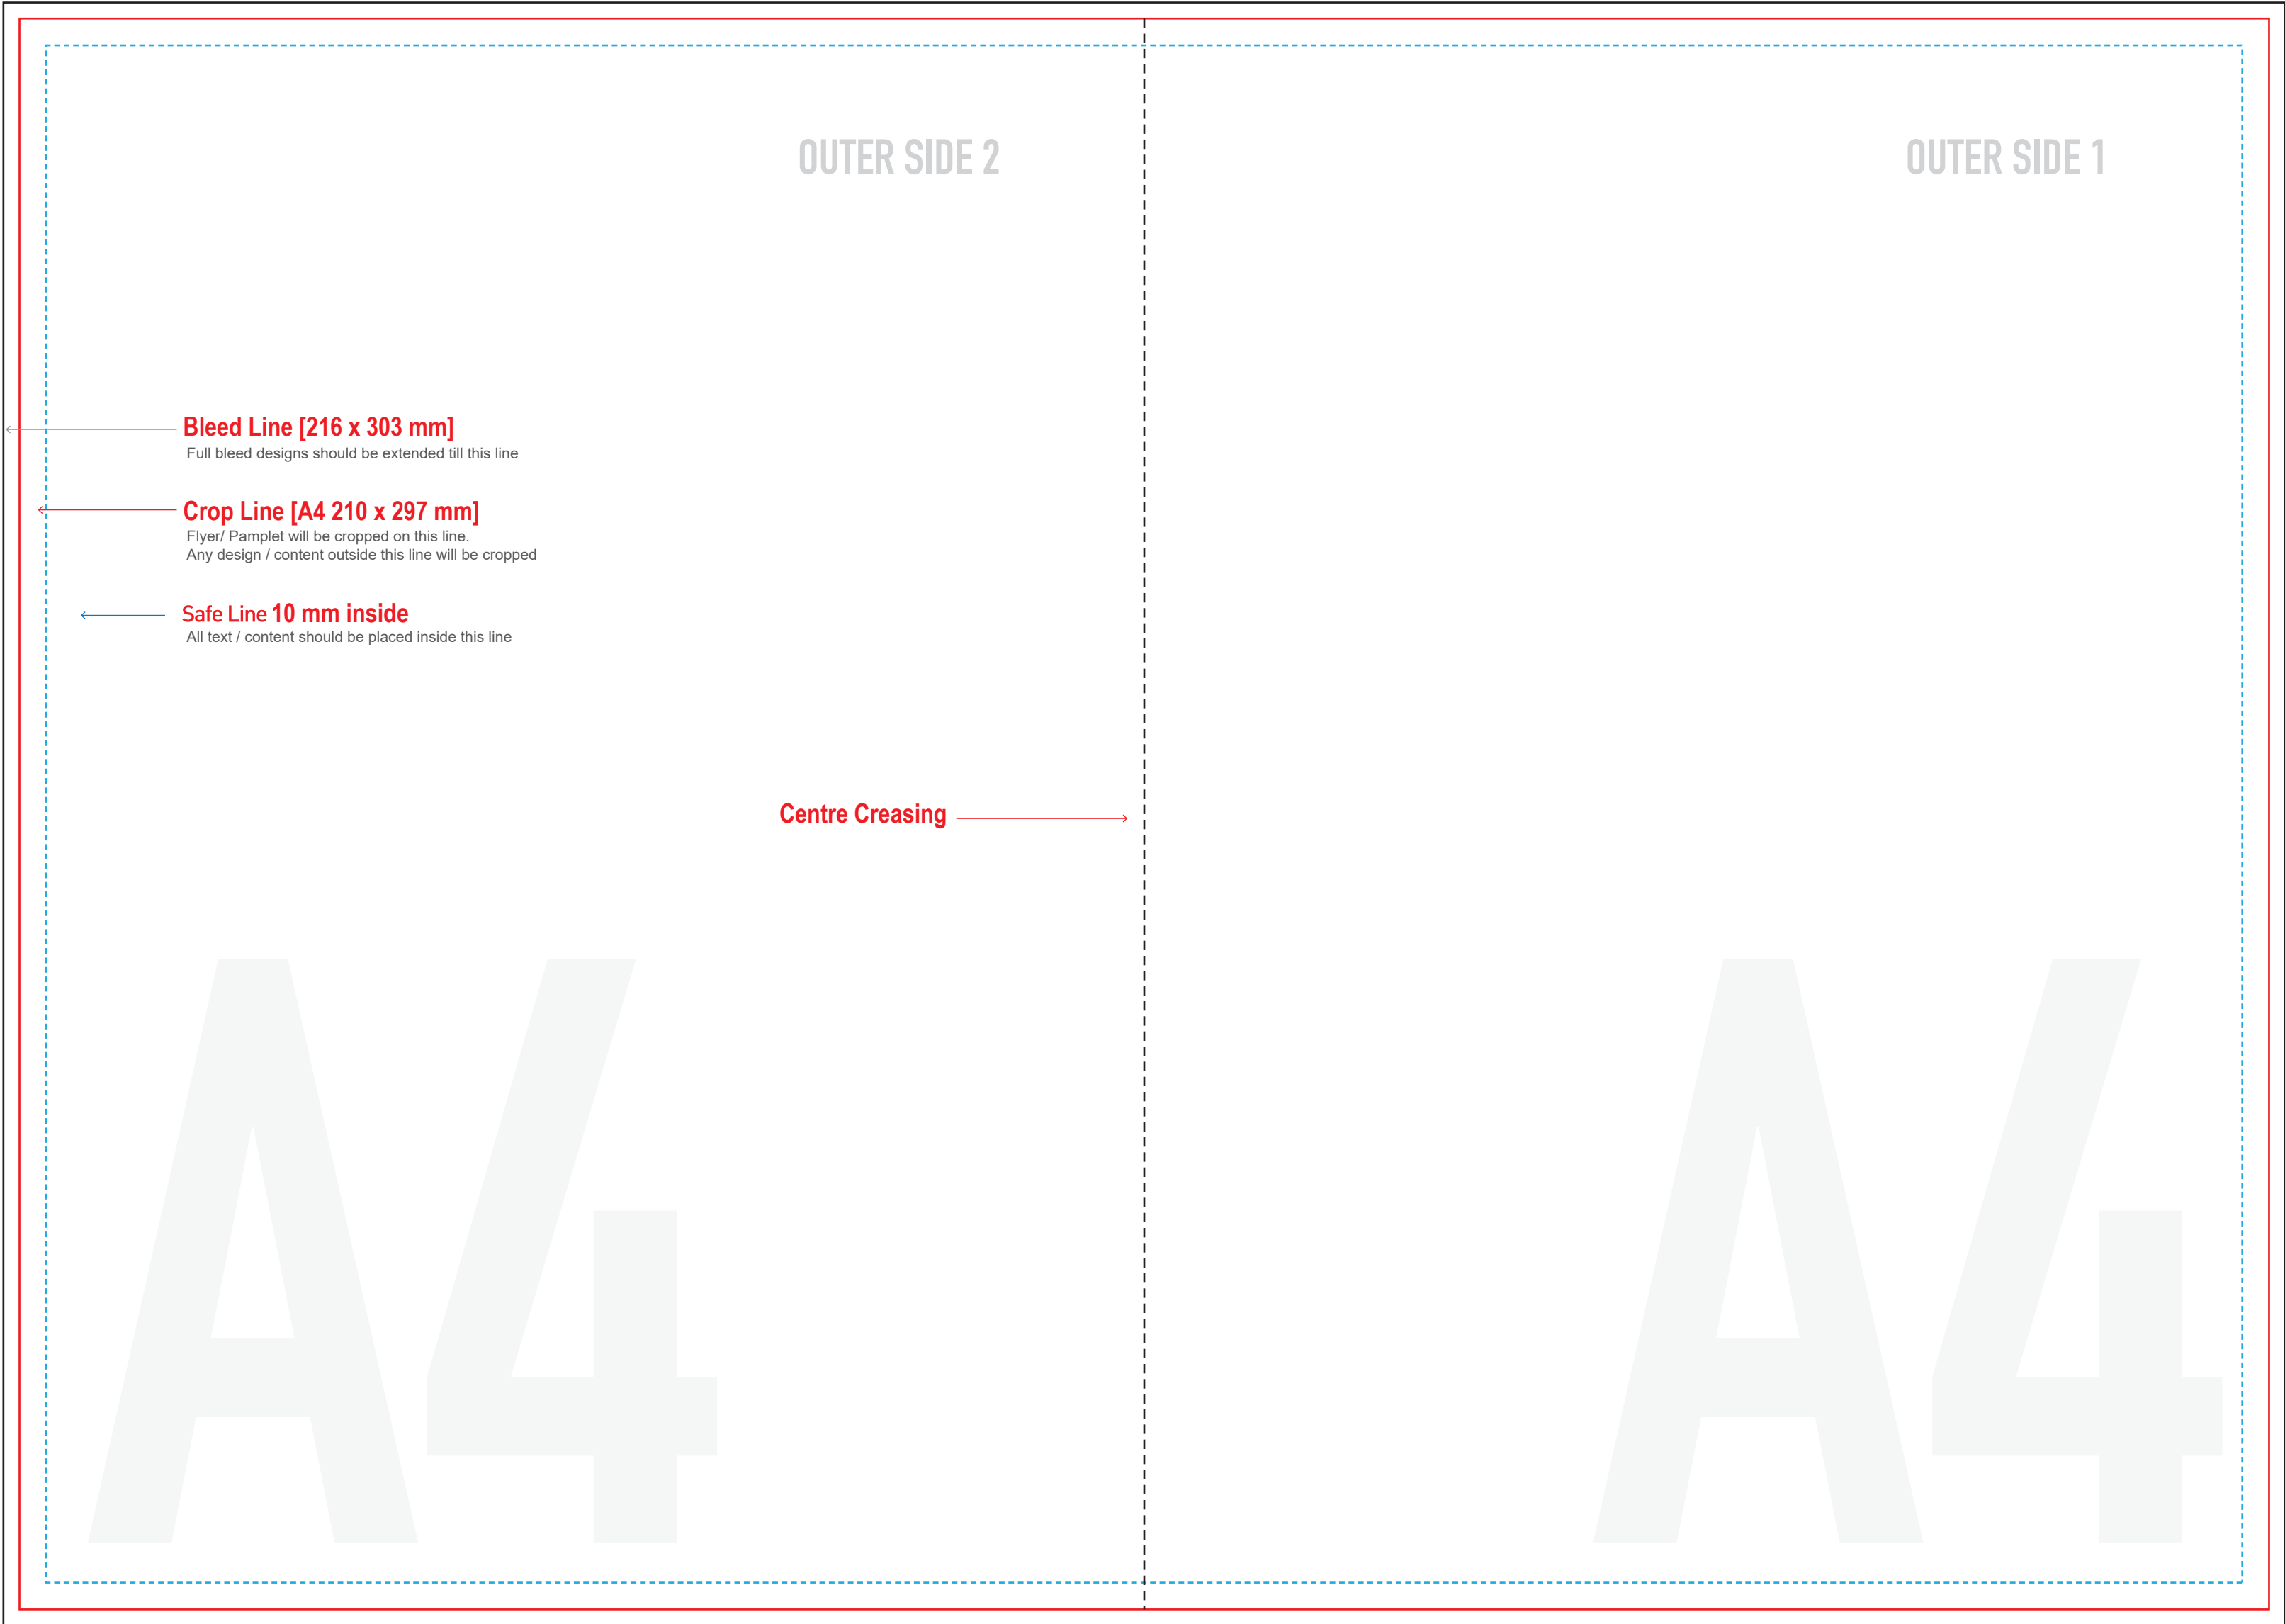 OUTER SIDE 2
OUTER SIDE 1
Bleed Line [216 x 303 mm]
Full bleed designs should be extended till this line
Crop Line [A4 210 x 297 mm]
Flyer/ Pamplet will be cropped on this line.
Any design / content outside this line will be cropped
Safe Line 10 mm inside
All text / content should be placed inside this line
Centre Creasing
A4
A4